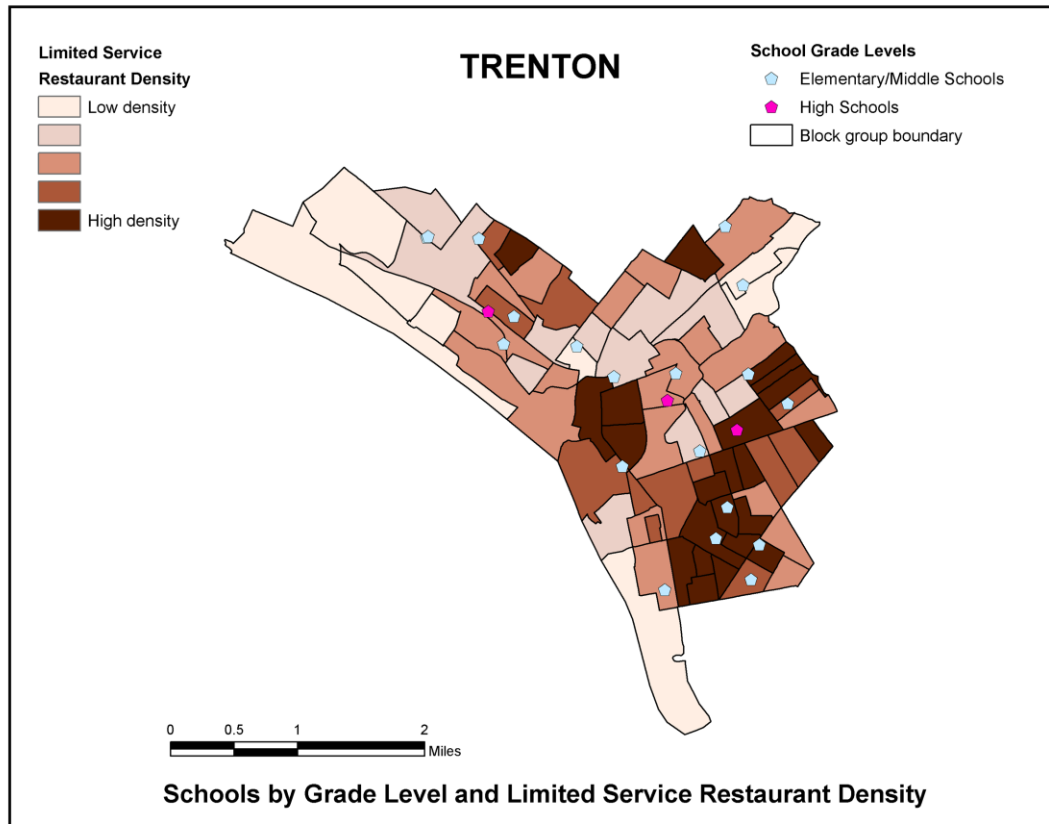 Limited Service
Restaurant Density
Low density
High density
TRENTON
School Grade Levels
Elementary/Middle Schools
High Schools
Block group boundary
0 0.5 1 2
Miles
Schools by Grade Level and Limited Service Restaurant Density